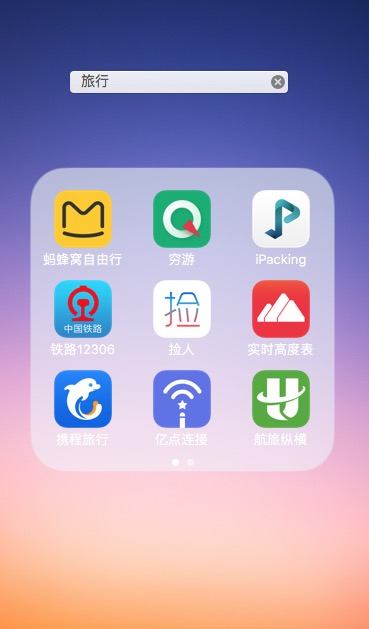 旅行
蚂蜂窝自由行
穷游
iPacking
中国铁路
铁路12306
捡
捡人
实时高度表
携程旅行
亿点连接
航旅纵横